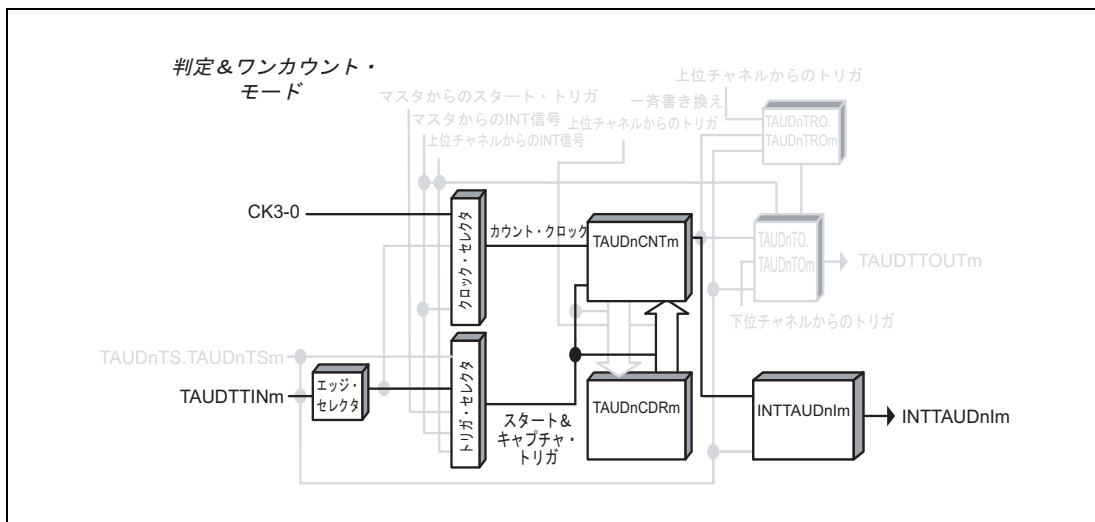 判定&ワンカウント・
モード
上位チャネルからのトリガ
マスタからのスタート・トリガ
一斉書き換え
マスタからのINT信号
上位チャネルからのトリガ
上位チャネルからのINT信号
TAUDnTRO.
TAUDnTROm
CK3-0
クロック・セレクタ
カウント・クロック
TAUDnCNTm
TAUDnTO.
TAUDnTOm
TAUDTTOUTm
下位チャネルからのトリガ
TAUDnTS.TAUDnTSm
TAUDTTINm
エッジ・
セレクタ
トリガ・セレクタ
スタート&
キャプチャ・
トリガ
TAUDnCDRm
INTTAUDnIm
INTTAUDnIm